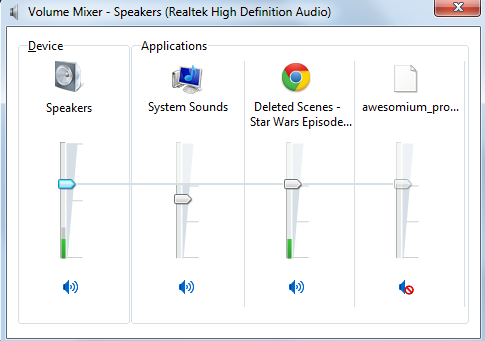 Volume Mixer - Speakers (Realtek High Definition Audio)
Device
Applications
Speakers
System Sounds
Deleted Scenes -
Star Wars Episode...
awesomium_pro...